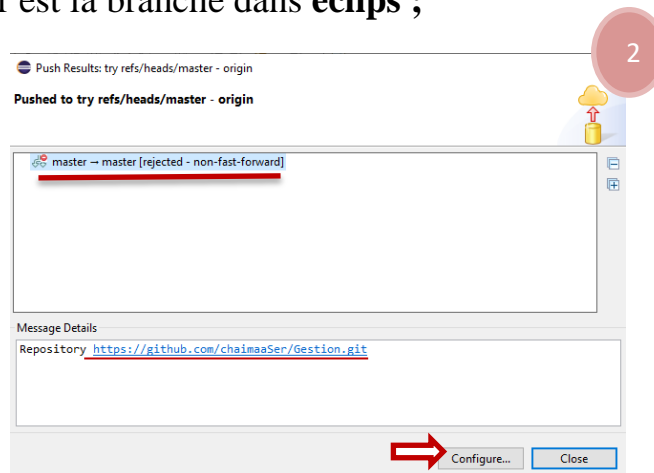 r est la branche dans eclips ;
2
Push Results: try refs/heads/master - origin
Pushed to try refs/heads/master - origin
master → master [rejected - non-fast-forward]
Message Details
Repository https://github.com/chaimaaSer/Gestion.git
Configure... Close